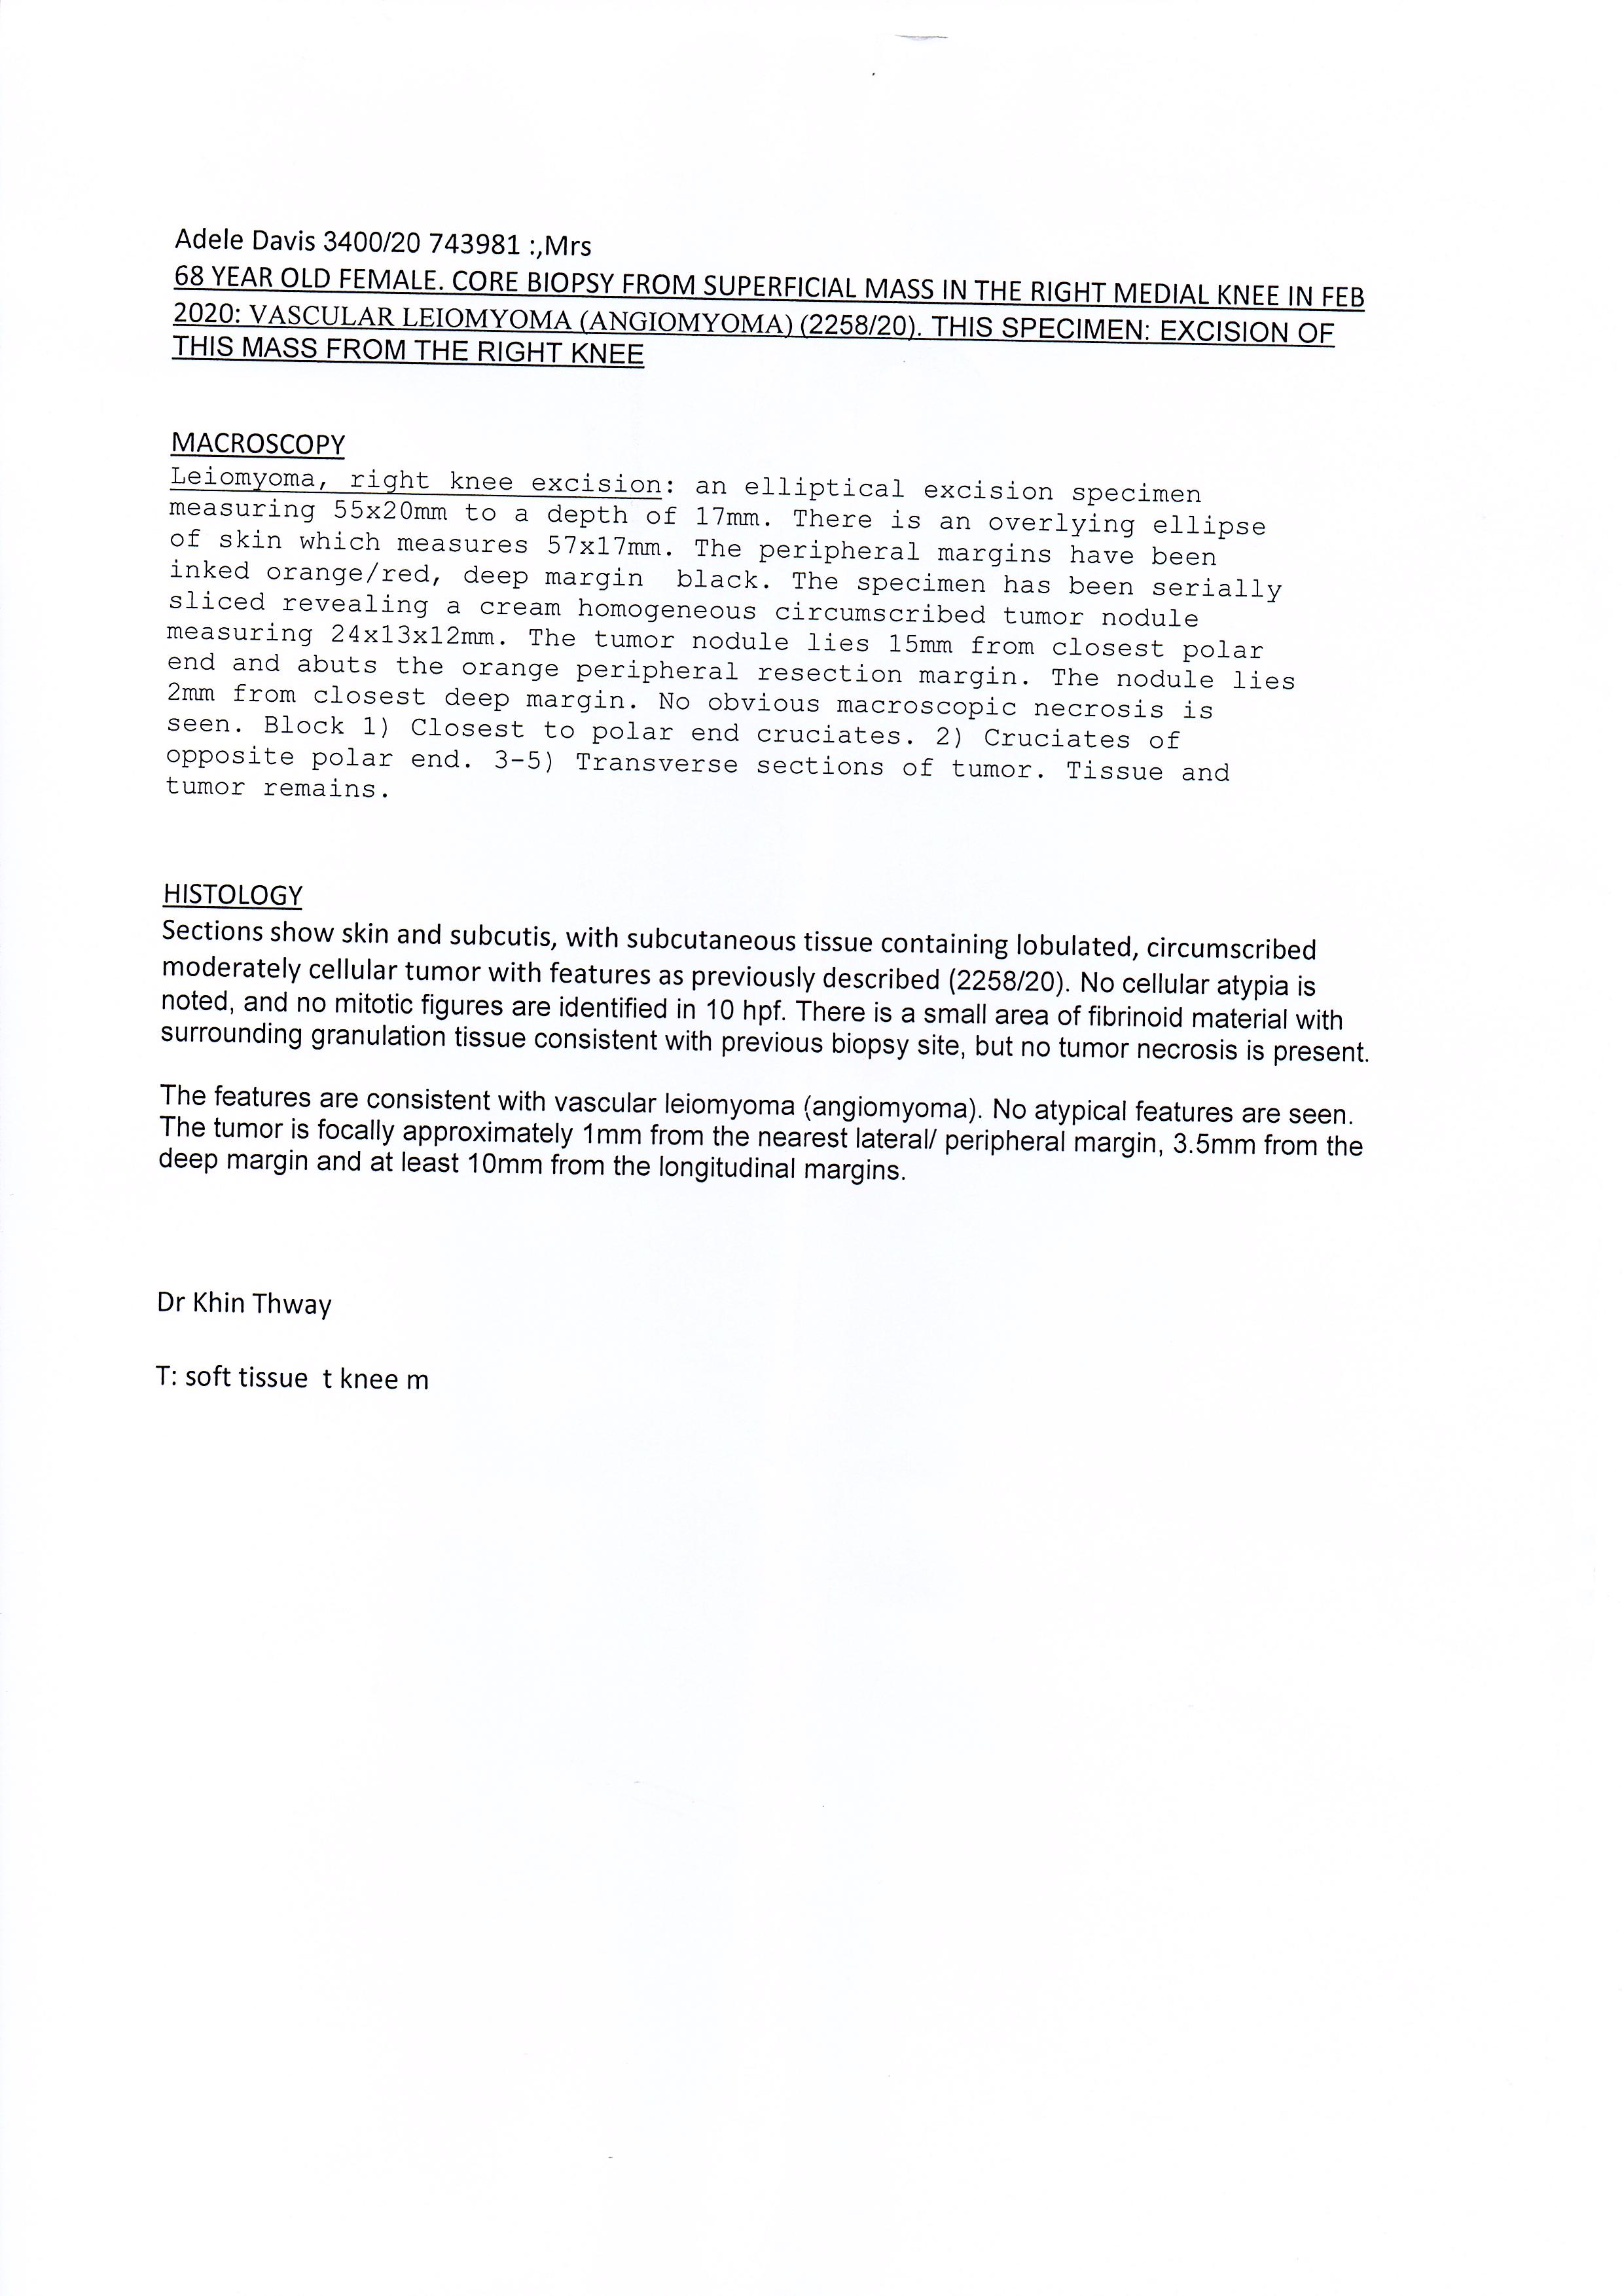 Adele Davis 3400/20 743981 :,Mrs
68 YEAR OLD FEMALE. CORE BIOPSY FROM SUPERFICIAL MASS IN THE RIGHT MEDIAL KNEE IN FEB
2020: VASCULAR LEIOMYOMA (ANGIOMYOMA) (2258/20). THIS SPECIMEN: EXCISION OF
THIS MASS FROM THE RIGHT KNEE
MACROSCOPY
Leiomyoma, right knee excision: an elliptical excision specimen
measuring 55x20mm to a depth of 17mm. There is an overlying ellipse
of skin which measures 57x17mm. The peripheral margins have been
inked orange/red, deep margin  black. The specimen has been serially
sliced revealing a cream homogeneous circumscribed tumor nodule
measuring 24x13x12mm. The tumor nodule lies 15mm from closest polar
end and abuts the orange peripheral resection margin. The nodule lies
2mm from closest deep margin. No obvious macroscopic necrosis is
seen. Block 1) Closest to polar end cruciates. 2) Cruciates of
opposite polar end. 3-5) Transverse sections of tumor. Tissue and
tumor remains.
HISTOLOGY
Sections show skin and subcutis, with subcutaneous tissue containing lobulated, circumscribed
moderately cellular tumor with features as previously described (2258/20). No cellular atypia is
noted, and no mitotic figures are identified in 10 hpf. There is a small area of fibrinoid material with
surrounding granulation tissue consistent with previous biopsy site, but no tumor necrosis is present.
The features are consistent with vascular leiomyoma (angiomyoma). No atypical features are seen.
The tumor is focally approximately 1mm from the nearest lateral/ peripheral margin, 3.5mm from the
deep margin and at least 10mm from the longitudinal margins.
Dr Khin Thway
T: soft tissue  t knee m